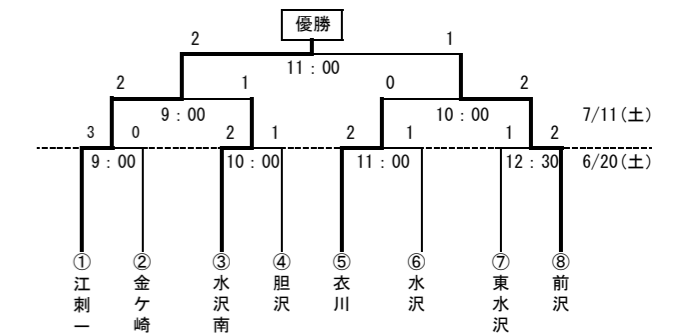 優勝
2 1
11：00
2 1 0 2
9：00 10：00 7/11(土)
3 0 2 1 2 1 1 2
9：00 10：00 11：00 12：30 6/20(土)
① ② ③ ④ ⑤ ⑥ ⑦ ⑧
江刺一
金ケ崎
水沢南
胆沢
衣川
水沢
東水沢
前沢